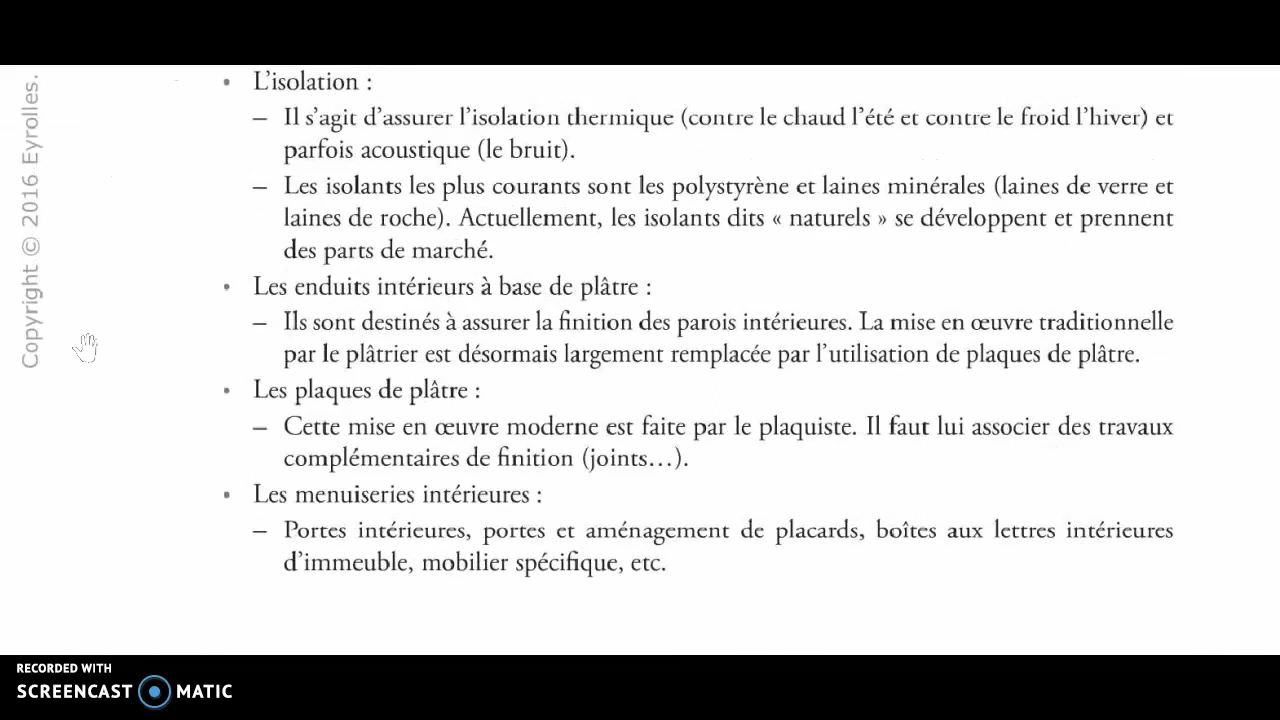 Copyright © 2016 Eyrolles.
• L’isolation :
– Il s’agit d’assurer l’isolation thermique (contre le chaud l’été et contre le froid l’hiver) et
parfois acoustique (le bruit).
– Les isolants les plus courants sont les polystyrène et laines minérales (laines de verre et
laines de roche). Actuellement, les isolants dits « naturels » se développent et prennent
des parts de marché.
• Les enduits intérieurs à base de plâtre :
– Ils sont destinés à assurer la finition des parois intérieures. La mise en œuvre traditionnelle
par le plâtrier est désormais largement remplacée par l’utilisation de plaques de plâtre.
• Les plaques de plâtre :
– Cette mise en œuvre moderne est faite par le plaquiste. Il faut lui associer des travaux
complémentaires de finition (joints…).
• Les menuiseries intérieures :
– Portes intérieures, portes et aménagement de placards, boîtes aux lettres intérieures
d’immeuble, mobilier spécifique, etc.
RECORDED WITH
SCREENCAST MATIC